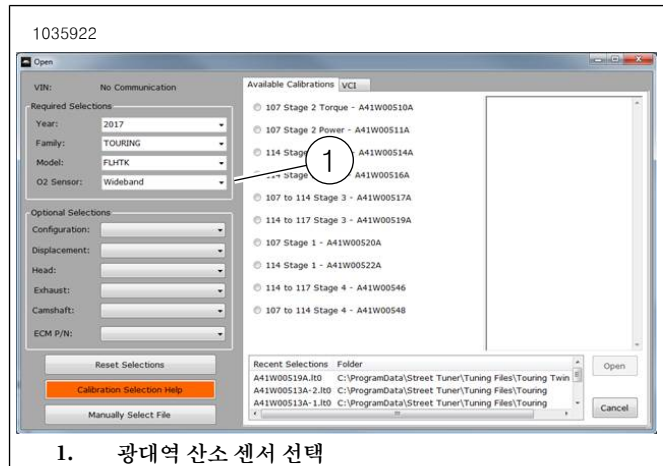 1035922
Open
VIN: No Communication
Required Selections
Year: 2017
Family: TOURING
Model: FLHTK
O2 Sensor: Wideband
Optional Selections
Configuration:
Displacement:
Head:
Exhaust:
Camshaft:
ECM P/N:
Reset Selections
Calibration Selection Help
Manually Select File
Available Calibrations VCI
107 Stage 2 Torque - A41W00510A
107 Stage 2 Power - A41W00511A
114 Stage A41W00514A
114 Stage A41W00516A
107 to 114 Stage 3 - A41W00517A
114 to 117 Stage 3 - A41W00519A
107 Stage 1 - A41W00520A
114 Stage 1 - A41W00522A
114 to 117 Stage 4 - A41W00546
107 to 114 Stage 4 - A41W00548
1
Recent Selections Folder
A41W00519A.lt0 C:\ProgramData\Street Tuner\Tuning Files\Touring Twin
A41W00513A-2.lt0 C:\ProgramData\Street Tuner\Tuning Files\Touring
A41W00513A-1.lt0 C:\ProgramData\Street Tuner\Tuning Files\Touring
Open
Cancel
1. 광대역 산소 센서 선택